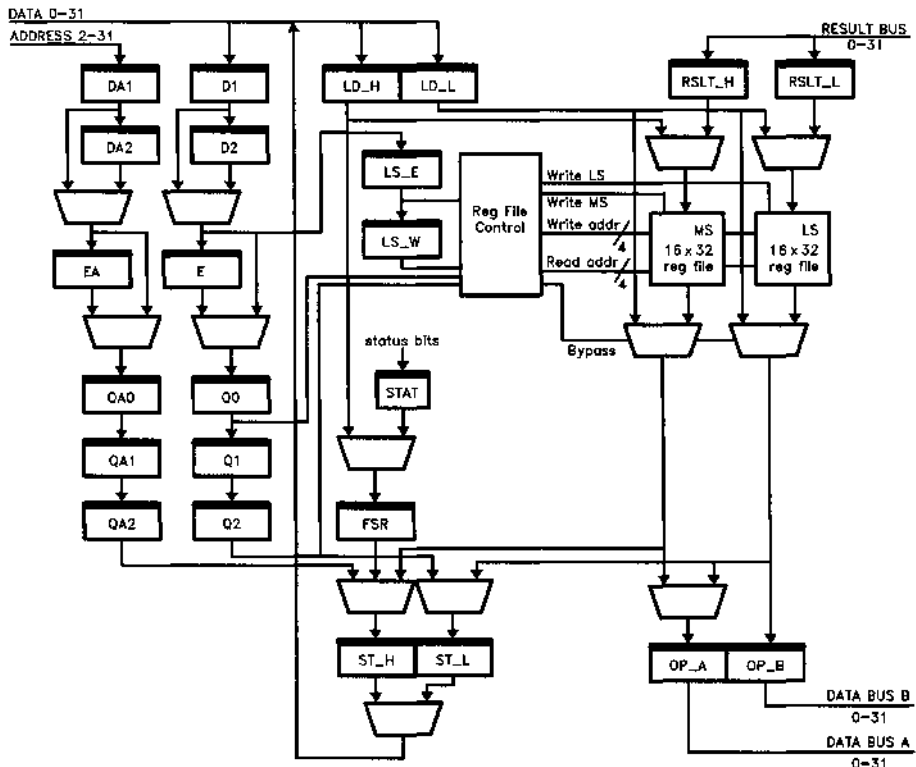 DATA 0-31
ADDRESS 2-31
RESULT BUS
0-31
DA1
D1
LD_H
LD_L
RSLT_H
RSLT_L
DA2
D2
LS_E
Reg File
Control
Write LS
Write MS
Write addr
4
Read addr
4
LS_W
MS
16 x 32
reg file
LS
16 x 32
reg file
EA
E
Bypass
status bits
STAT
QA0
Q0
QA1
Q1
QA2
Q2
FSR
ST_H
ST_L
OP_A
OP_B
DATA BUS B
0-31
DATA BUS A
0-31